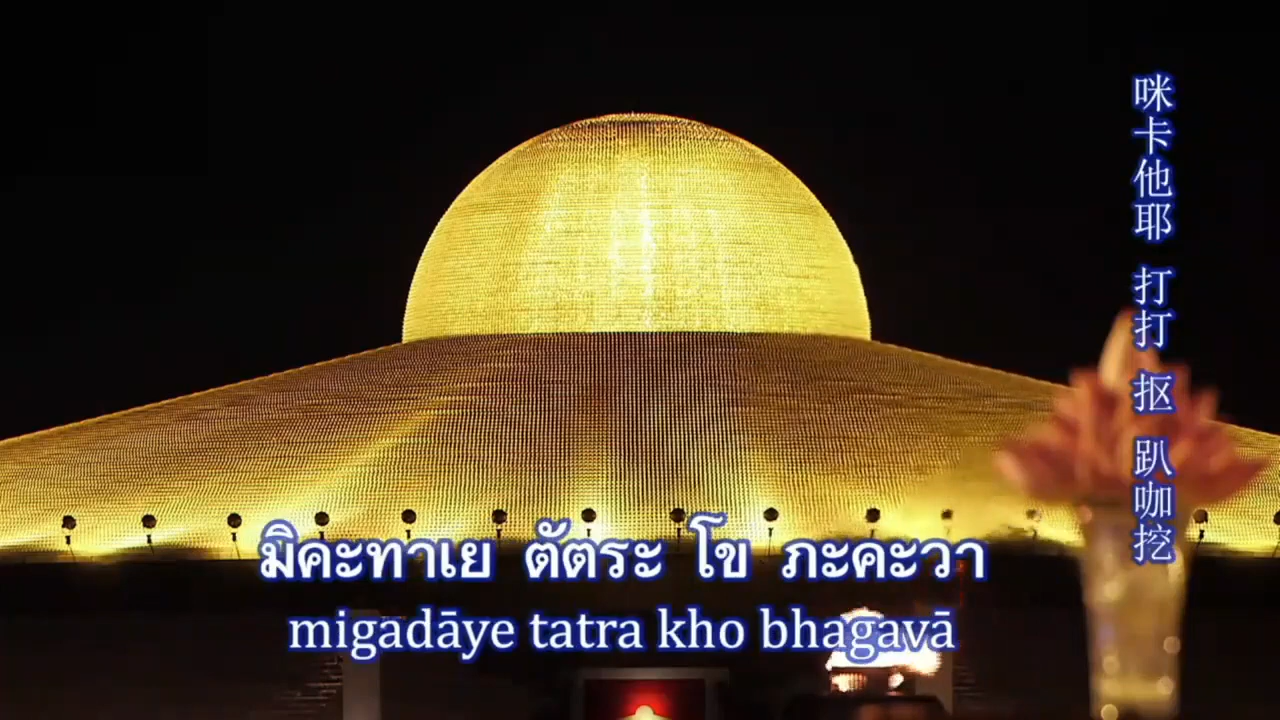 咪卡他耶 打打 抠 趴咖挖
มิคะทาเย ตัตระ โข ภะคะวา
migadāye tatra kho bhagavā